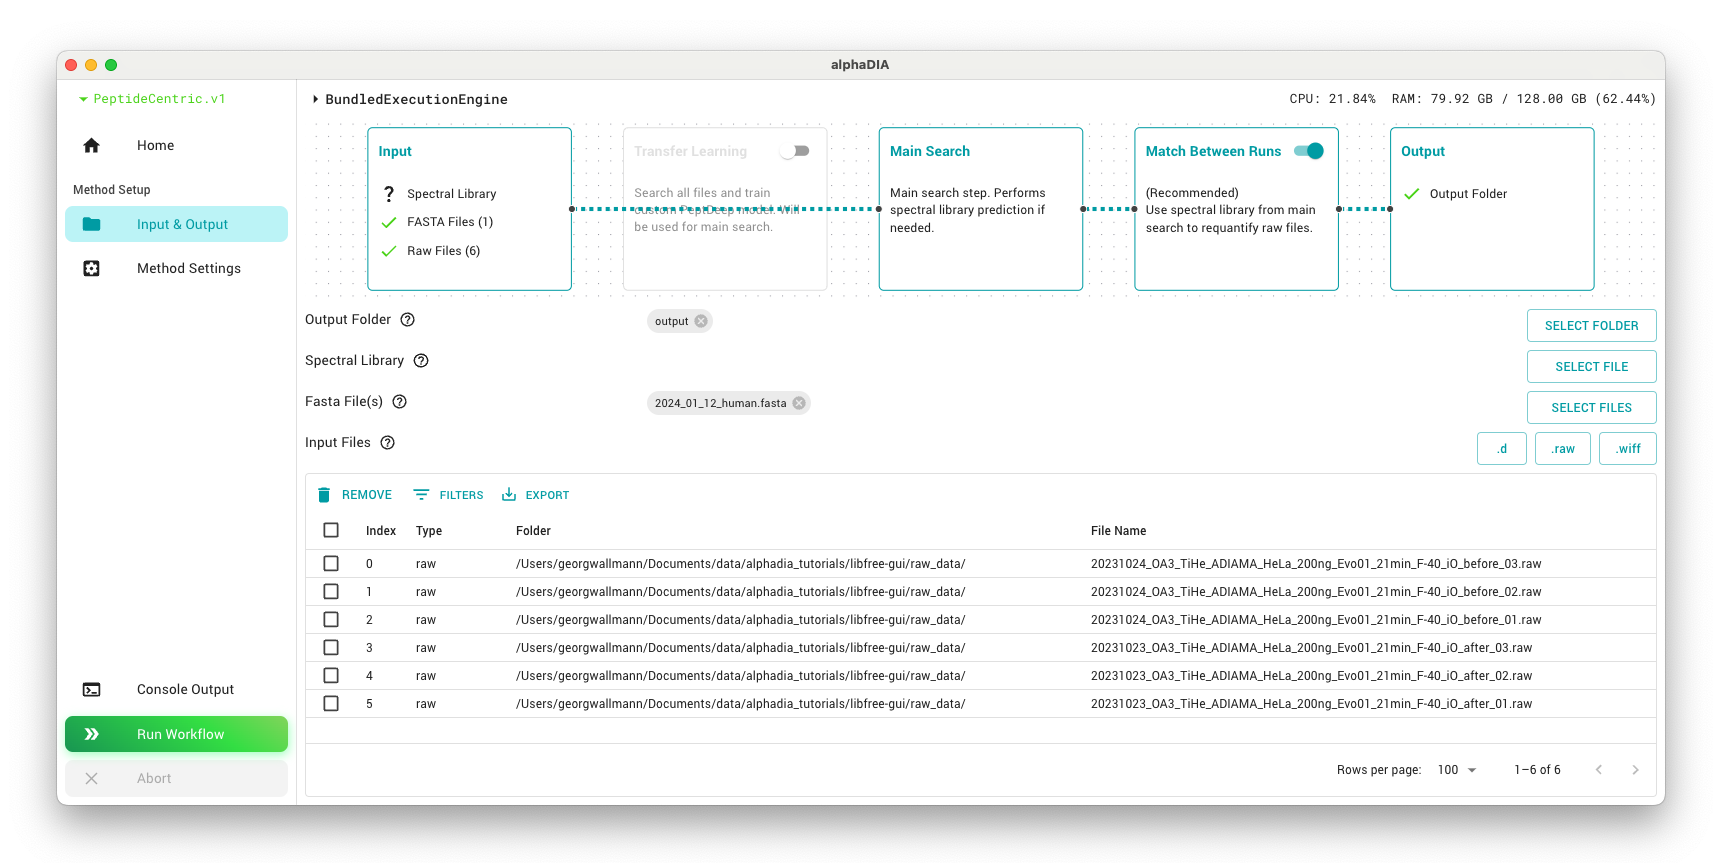 alphaDIA
PeptideCentric.v1
Home
Method Setup
Input & Output
Method Settings
Console Output
Run Workflow
Abort
BundledExecutionEngine
CPU: 21.84% RAM: 79.92 GB / 128.00 GB (62.44%)
Input
? Spectral Library
FASTA Files (1)
Raw Files (6)
Transfer Learning
Search all files and train
custom PeptDeep model. Will
be used for main search.
Main Search
Main search step. Performs
spectral library prediction if
needed.
Match Between Runs
(Recommended)
Use spectral library from main
search to requantify raw files.
Output
Output Folder
Output Folder ? output SELECT FOLDER
Spectral Library ? SELECT FILE
Fasta File(s) ? 2024_01_12_human.fasta SELECT FILES
Input Files ? .d .raw .wiff
REMOVE FILTERS EXPORT
Index Type Folder File Name
0 raw /Users/georgwallmann/Documents/data/alphadia_tutorials/libfree-gui/raw_data/ 20231024_OA3_TiHe_ADIAMA_HeLa_200ng_Evo01_21min_F-40_iO_before_03.raw
1 raw /Users/georgwallmann/Documents/data/alphadia_tutorials/libfree-gui/raw_data/ 20231024_OA3_TiHe_ADIAMA_HeLa_200ng_Evo01_21min_F-40_iO_before_02.raw
2 raw /Users/georgwallmann/Documents/data/alphadia_tutorials/libfree-gui/raw_data/ 20231024_OA3_TiHe_ADIAMA_HeLa_200ng_Evo01_21min_F-40_iO_before_01.raw
3 raw /Users/georgwallmann/Documents/data/alphadia_tutorials/libfree-gui/raw_data/ 20231023_OA3_TiHe_ADIAMA_HeLa_200ng_Evo01_21min_F-40_iO_after_03.raw
4 raw /Users/georgwallmann/Documents/data/alphadia_tutorials/libfree-gui/raw_data/ 20231023_OA3_TiHe_ADIAMA_HeLa_200ng_Evo01_21min_F-40_iO_after_02.raw
5 raw /Users/georgwallmann/Documents/data/alphadia_tutorials/libfree-gui/raw_data/ 20231023_OA3_TiHe_ADIAMA_HeLa_200ng_Evo01_21min_F-40_iO_after_01.raw
Rows per page: 100 1–6 of 6